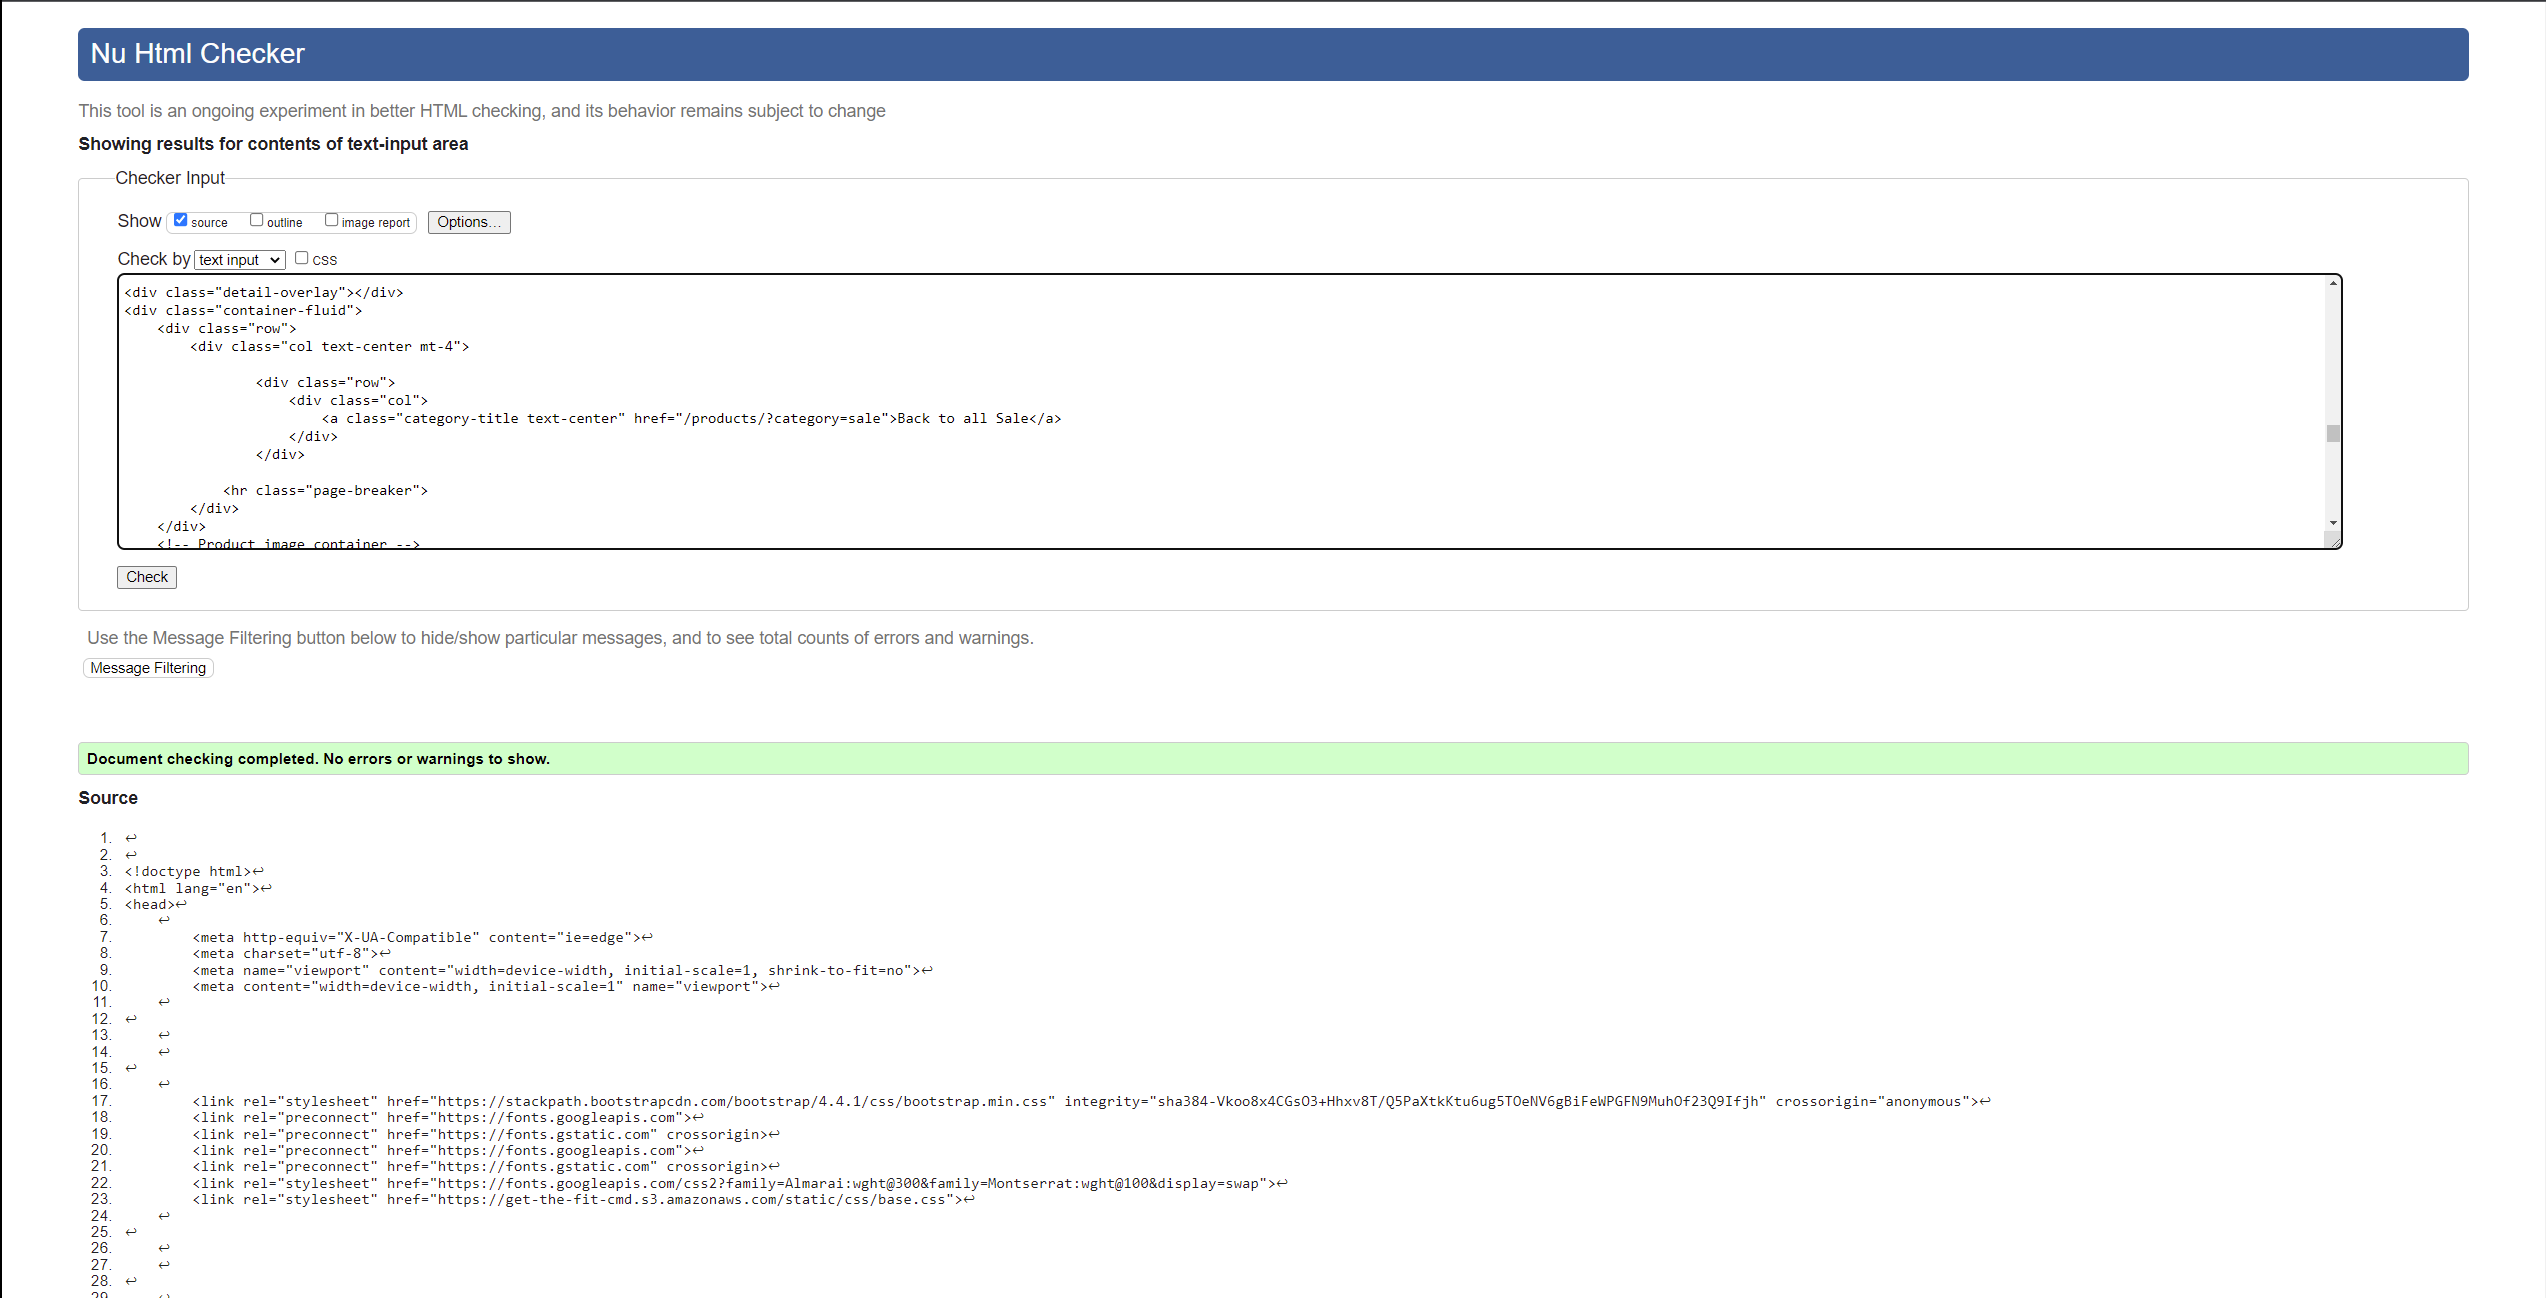 Nu Html Checker
This tool is an ongoing experiment in better HTML checking, and its behavior remains subject to change
Showing results for contents of text-input area
Checker Input
Show source outline image report Options...
Check by text input CSS
<div class="detail-overlay"></div>
<div class="container-fluid">
    <div class="row">
        <div class="col text-center mt-4">
                <div class="row">
                    <div class="col">
                        <a class="category-title text-center" href="/products/?category=sale">Back to all Sale</a>
                    </div>
                </div>
            <hr class="page-breaker">
        </div>
    </div>
    <!-- Product image container -->
Check
Use the Message Filtering button below to hide/show particular messages, and to see total counts of errors and warnings.
Message Filtering
Document checking completed. No errors or warnings to show.
Source
1. ↩
2. ↩
3. <!doctype html>↩
4. <html lang="en">↩
5. <head>↩
6. ↩
7. <meta http-equiv="X-UA-Compatible" content="ie=edge">↩
8. <meta charset="utf-8">↩
9. <meta name="viewport" content="width=device-width, initial-scale=1, shrink-to-fit=no">↩
10. <meta content="width=device-width, initial-scale=1" name="viewport">↩
11. ↩
12. ↩
13. ↩
14. ↩
15. ↩
16. ↩
17. <link rel="stylesheet" href="https://stackpath.bootstrapcdn.com/bootstrap/4.4.1/css/bootstrap.min.css" integrity="sha384-Vkoo8x4CGsO3+Hhxv8T/Q5PaXtkKtu6ug5TOeNV6gBiFeWPGFN9MuhOf23Q9Ifjh" crossorigin="anonymous">↩
18. <link rel="preconnect" href="https://fonts.googleapis.com">↩
19. <link rel="preconnect" href="https://fonts.gstatic.com" crossorigin>↩
20. <link rel="preconnect" href="https://fonts.googleapis.com">↩
21. <link rel="preconnect" href="https://fonts.gstatic.com" crossorigin>↩
22. <link rel="stylesheet" href="https://fonts.googleapis.com/css2?family=Almarai:wght@300&family=Montserrat:wght@100&display=swap">↩
23. <link rel="stylesheet" href="https://get-the-fit-cmd.s3.amazonaws.com/static/css/base.css">↩
24. ↩
25. ↩
26. ↩
27. ↩
28. ↩
29. ↩